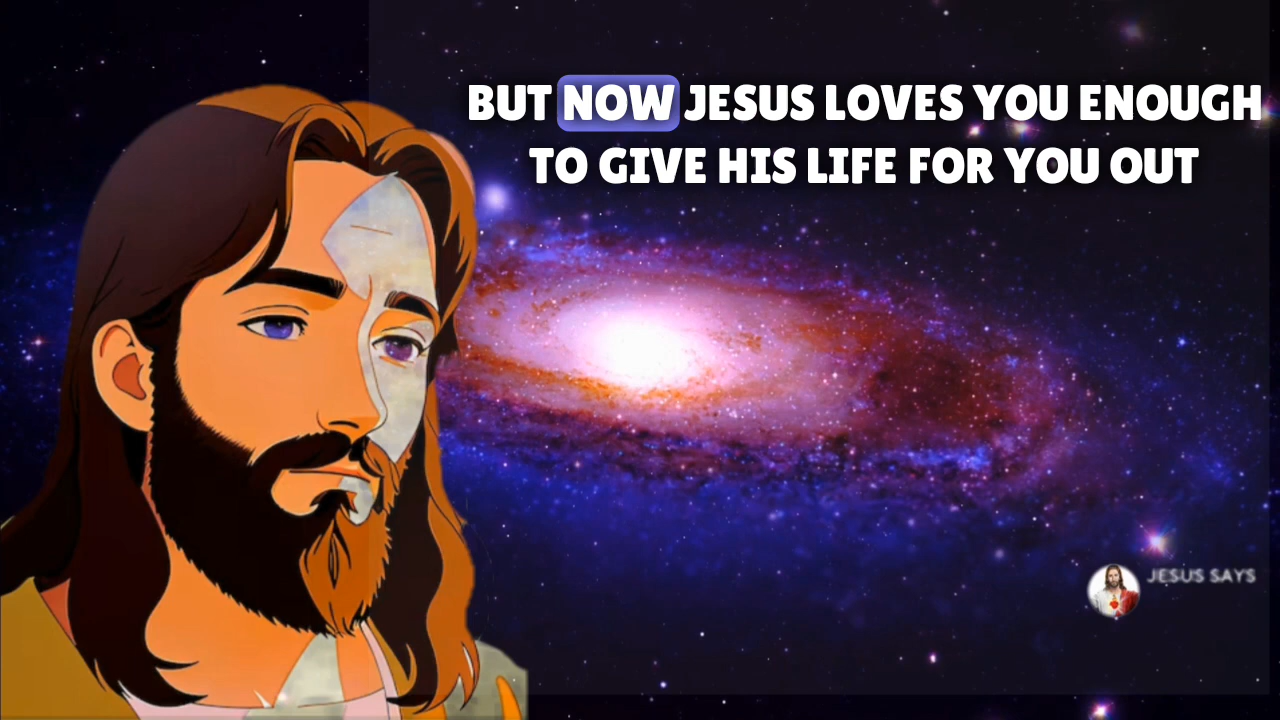 BUT NOW JESUS LOVES YOU ENOUGH
TO GIVE HIS LIFE FOR YOU OUT
JESUS SAYS